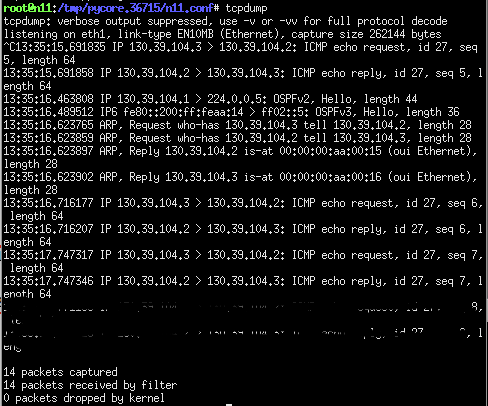 root@n11:/tmp/pycore.36715/n11.conf# tcpdump
tcpdump: verbose output suppressed, use -v or -vv for full protocol decode
listening on eth1, link-type EN10MB (Ethernet), capture size 262144 bytes
^C13:35:15.691835 IP 130.39.104.3 > 130.39.104.2: ICMP echo request, id 27, seq
5, length 64
13:35:15.691858 IP 130.39.104.2 > 130.39.104.3: ICMP echo reply, id 27, seq 5, l
ength 64
13:35:16.463808 IP 130.39.104.1 > 224.0.0.5: OSPFv2, Hello, length 44
13:35:16.489512 IP6 fe80::200:ff:feaa:14 > ff02::5: OSPFv3, Hello, length 36
13:35:16.623765 ARP, Request who-has 130.39.104.3 tell 130.39.104.2, length 28
13:35:16.623859 ARP, Request who-has 130.39.104.2 tell 130.39.104.3, length 28
13:35:16.623897 ARP, Reply 130.39.104.2 is-at 00:00:00:aa:00:15 (oui Ethernet),
length 28
13:35:16.623902 ARP, Reply 130.39.104.3 is-at 00:00:00:aa:00:16 (oui Ethernet),
length 28
13:35:16.716177 IP 130.39.104.3 > 130.39.104.2: ICMP echo request, id 27, seq 6,
length 64
13:35:16.716207 IP 130.39.104.2 > 130.39.104.3: ICMP echo reply, id 27, seq 6, l
ength 64
13:35:17.747317 IP 130.39.104.3 > 130.39.104.2: ICMP echo request, id 27, seq 7,
length 64
13:35:17.747346 IP 130.39.104.2 > 130.39.104.3: ICMP echo reply, id 27, seq 7, l
ength 64
14 packets captured
14 packets received by filter
0 packets dropped by kernel